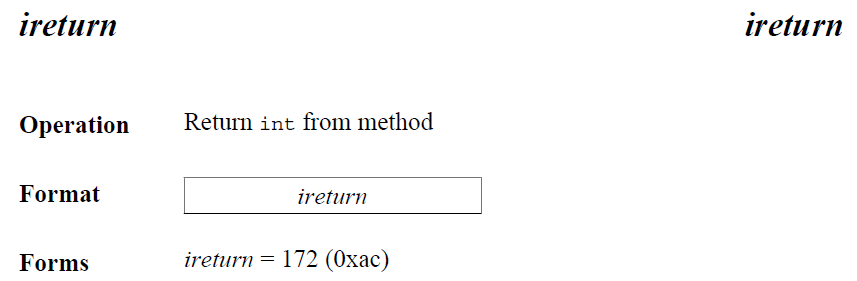 ireturn ireturn
Operation Return int from method
Format ireturn
Forms ireturn = 172 (0xac)